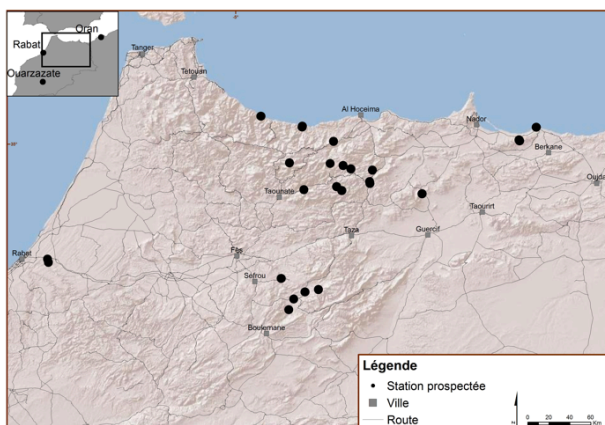 Oran
Rabat
Ouarzazate
Tanger
Tetouan
Al Hoceima
Nador
Berkane
Oujda
Taounate
Taourirt
Taza
Guercif
Rabat
Fès
Sefrou
Boulemane
Légende
Station prospectée
Ville
Route
0 10 20 40 60
Km